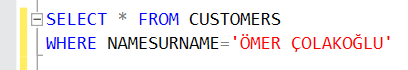 SELECT * FROM CUSTOMERS
WHERE NAMESURNAME='ÖMER ÇOLAKOĞLU'